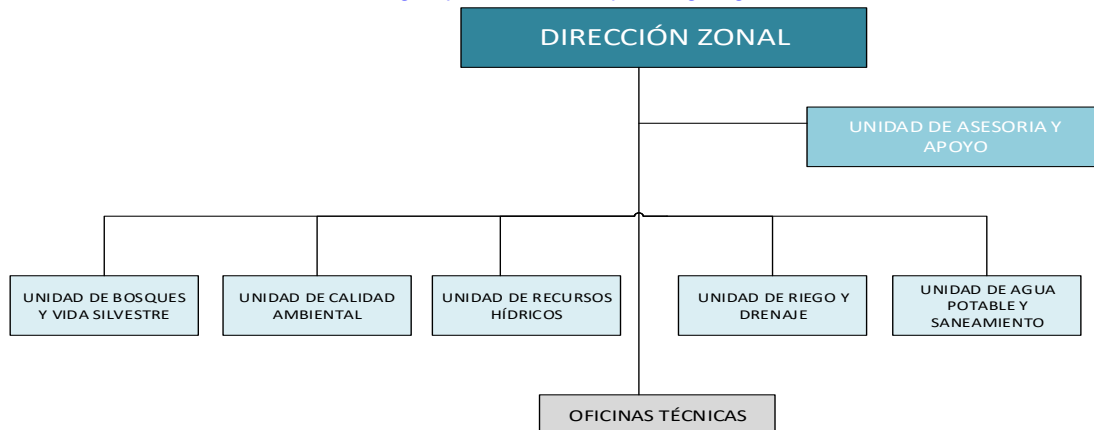 DIRECCIÓN ZONAL
UNIDAD DE ASESORIA Y
APOYO
UNIDAD DE BOSQUES
Y VIDA SILVESTRE
UNIDAD DE CALIDAD
AMBIENTAL
UNIDAD DE RECURSOS
HÍDRICOS
UNIDAD DE RIEGO Y
DRENAJE
UNIDAD DE AGUA
POTABLE Y
SANEAMIENTO
OFICINAS TÉCNICAS